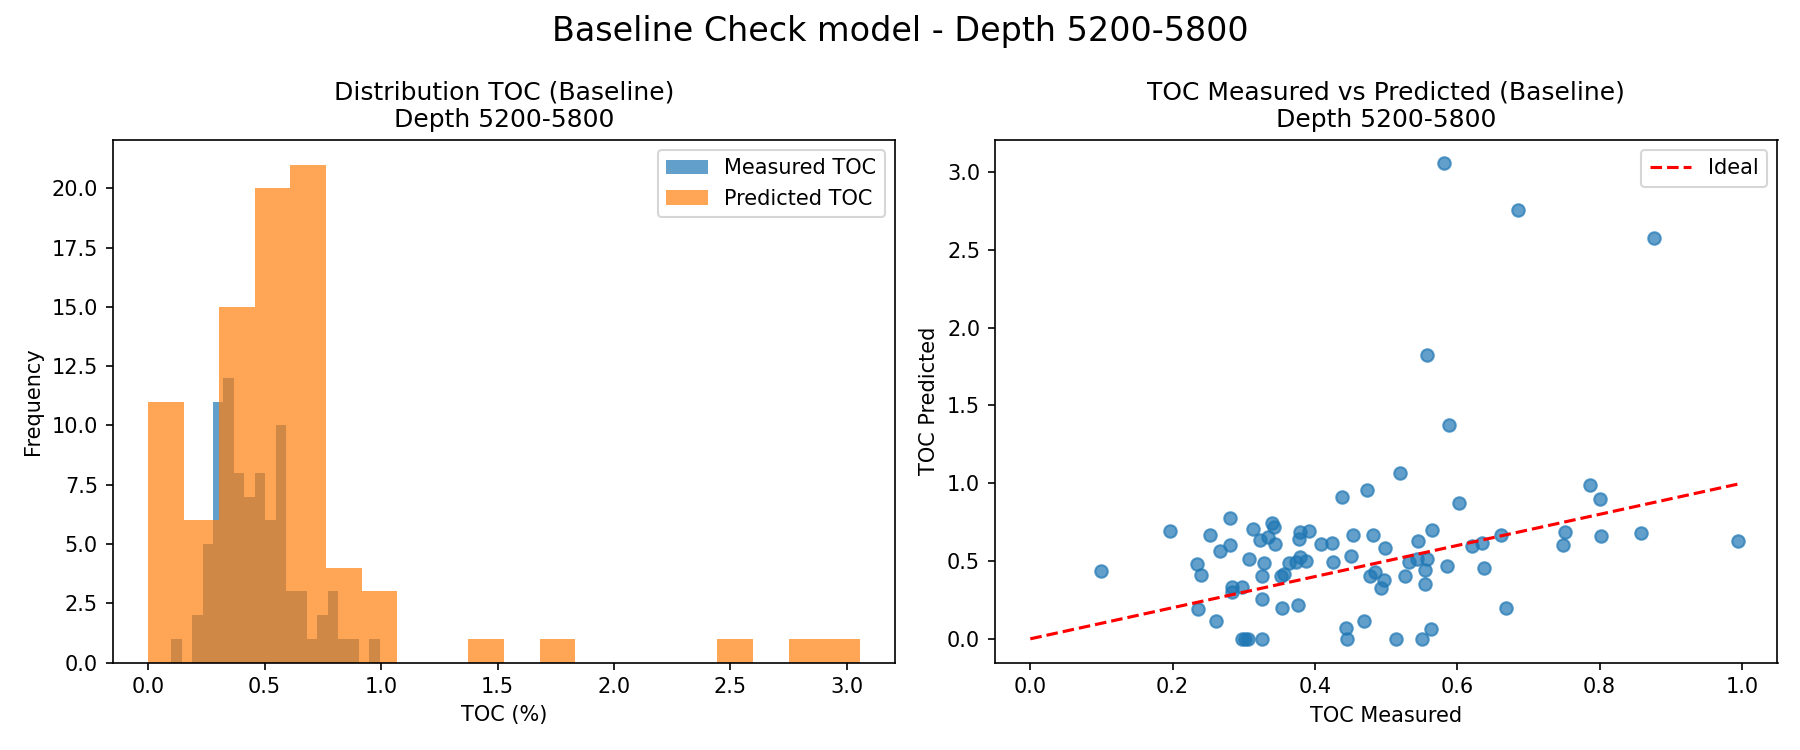 Baseline Check model - Depth 5200-5800
Distribution TOC (Baseline)
Depth 5200-5800
Measured TOC
Predicted TOC
20.0
17.5
15.0
12.5
10.0
7.5
5.0
2.5
0.0
Frequency
0.0 0.5 1.0 1.5 2.0 2.5 3.0
TOC (%)
TOC Measured vs Predicted (Baseline)
Depth 5200-5800
Ideal
3.0
2.5
2.0
1.5
1.0
0.5
0.0
TOC Predicted
0.0 0.2 0.4 0.6 0.8 1.0
TOC Measured